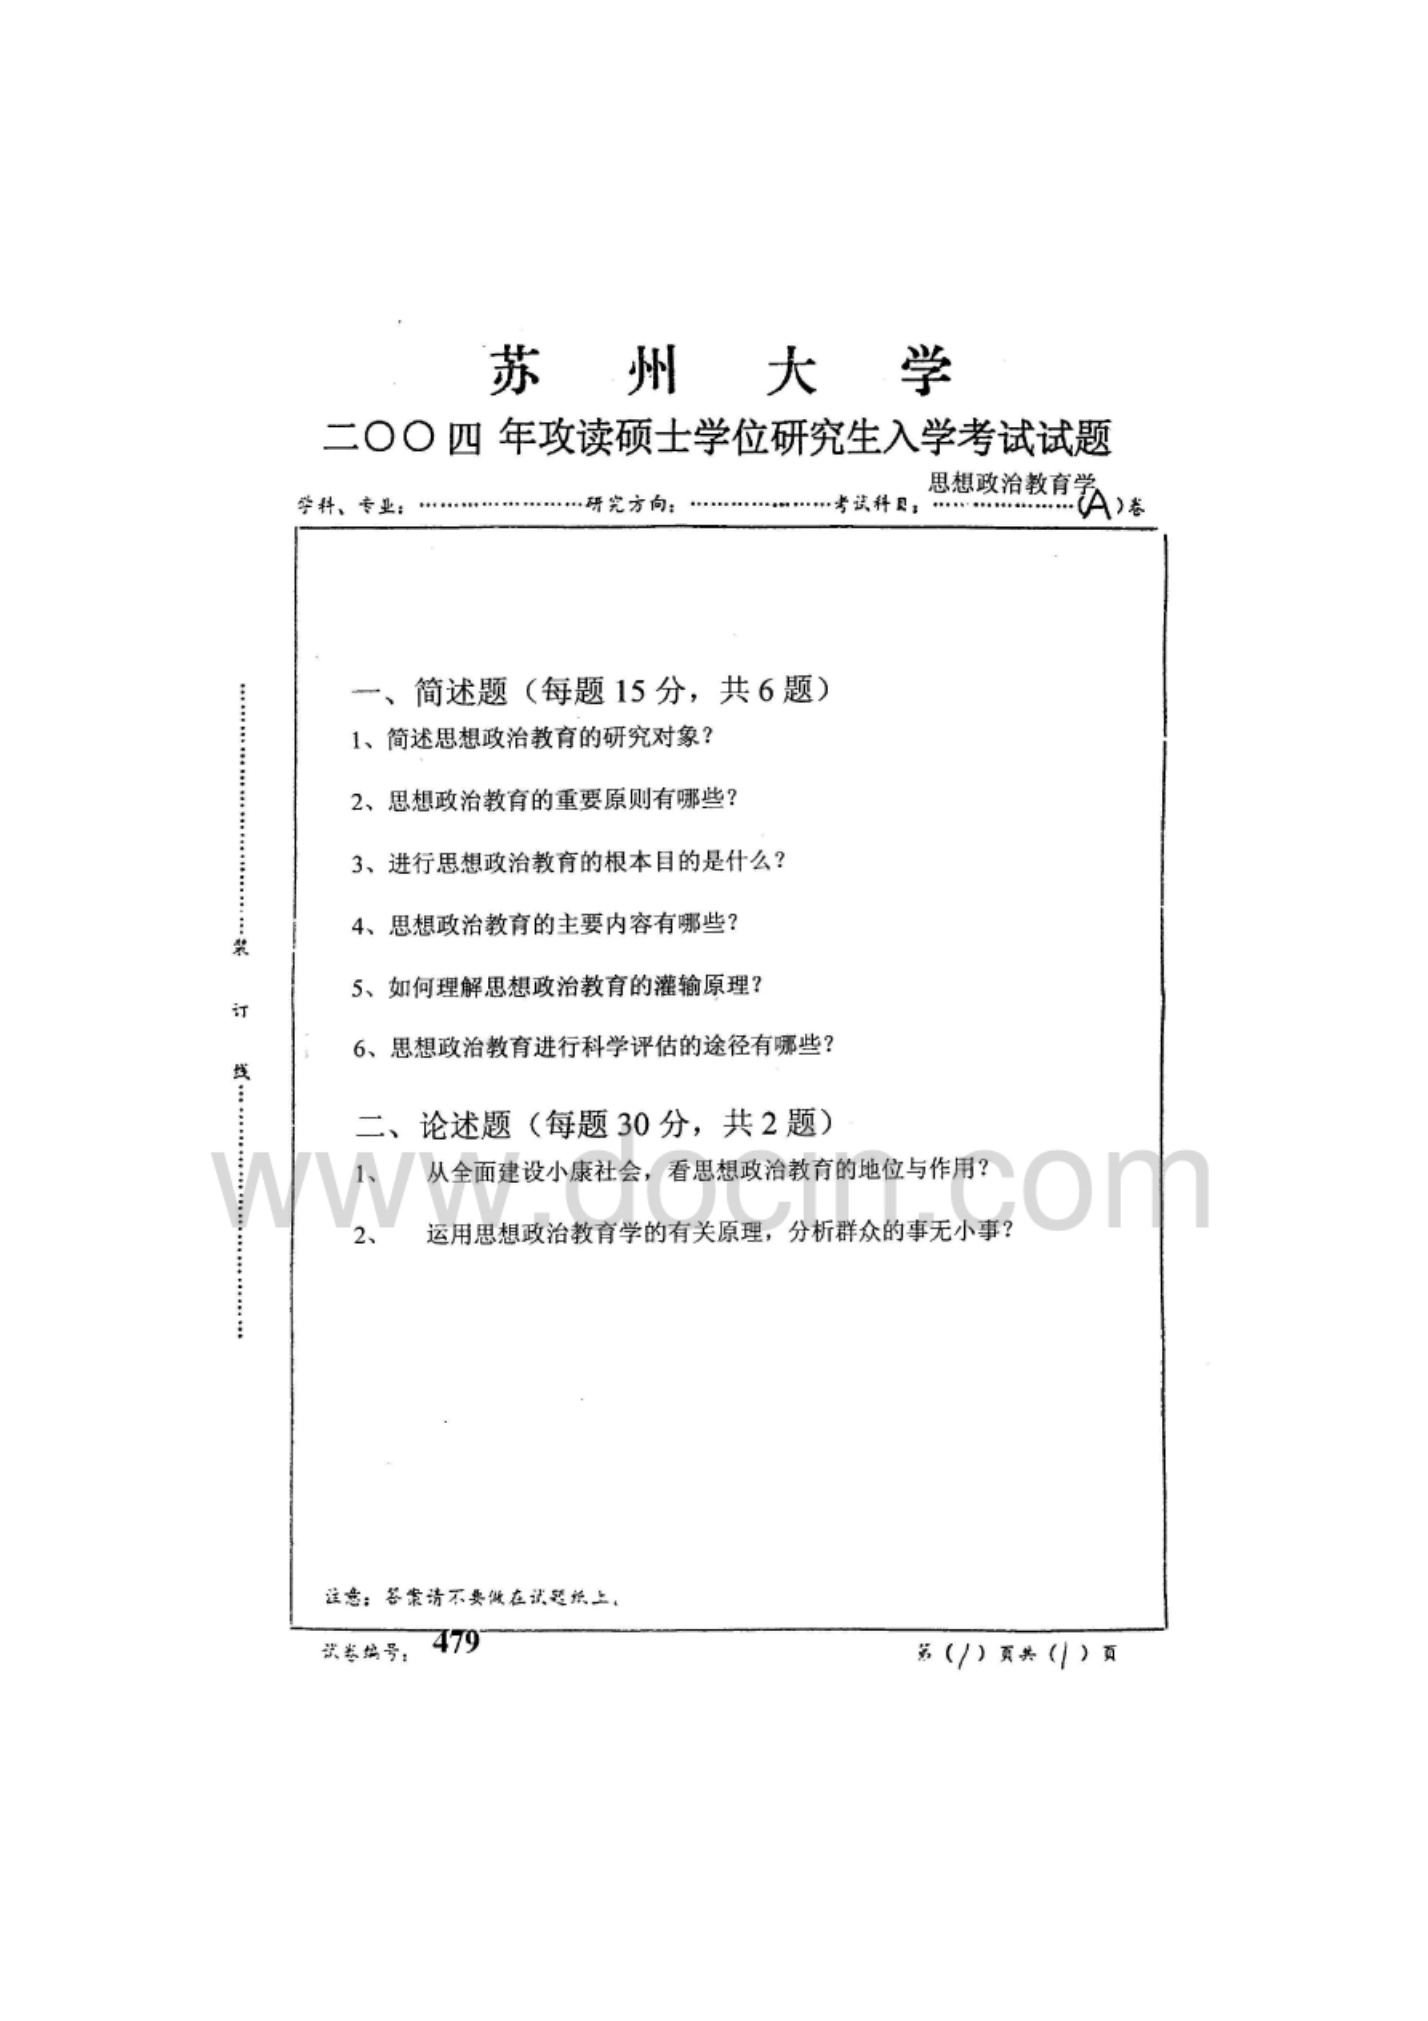 苏 州 大 学
二〇〇四 年攻读硕士学位研究生入学考试试题
思想政治教育学
学科、专业：…………………研究方向：………………考试科目：………………(A)卷
一、简述题（每题 15 分，共 6 题）
1、简述思想政治教育的研究对象？
2、思想政治教育的重要原则有哪些？
3、进行思想政治教育的根本目的是什么？
4、思想政治教育的主要内容有哪些？
5、如何理解思想政治教育的灌输原理？
6、思想政治教育进行科学评估的途径有哪些？
装
订
线
二、论述题（每题 30 分，共 2 题）
1、 从全面建设小康社会，看思想政治教育的地位与作用？
www.docin.com
2、 运用思想政治教育学的有关原理，分析群众的事无小事？
注意：答案请不要做在试题纸上。
试卷编号： 479
第（1）页共（1）页